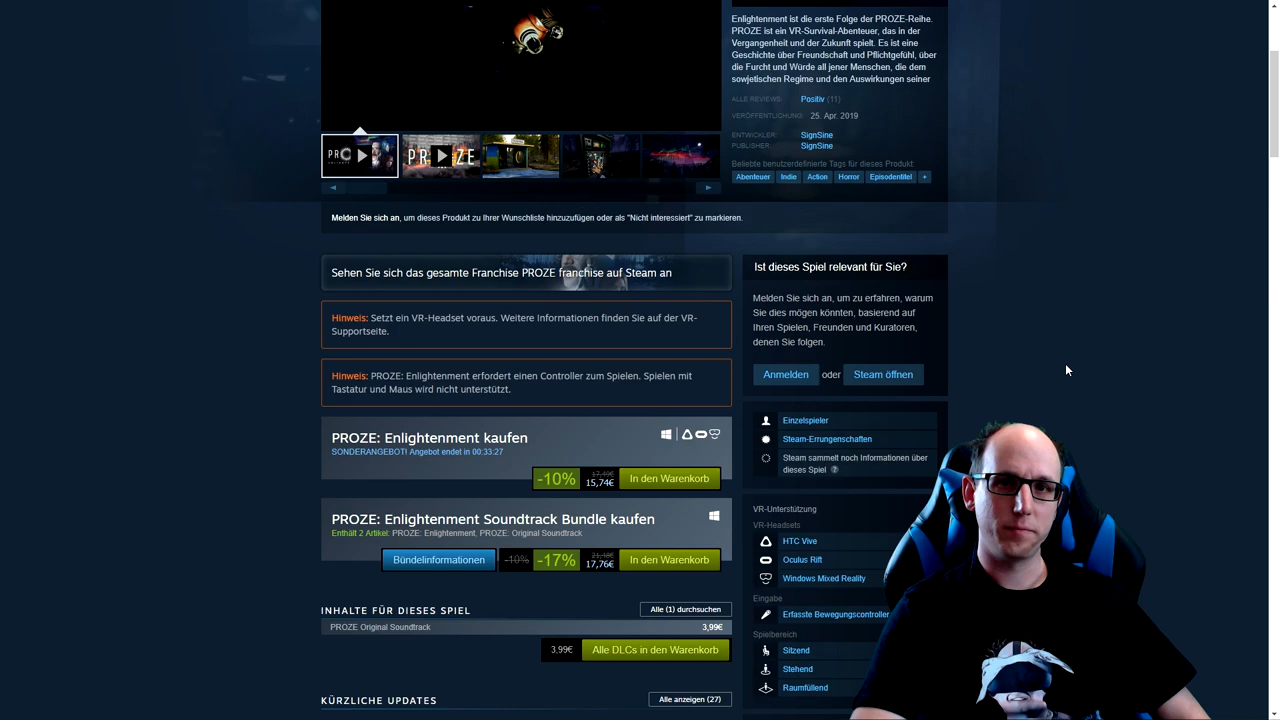 Enlightenment ist die erste Folge der PROZE-Reihe.
PROZE ist ein VR-Survival-Abenteuer, das in der
Vergangenheit und der Zukunft spielt. Es ist eine
Geschichte über Freundschaft und Pflichtgefühl, über
die Furcht und Würde all jener Menschen, die dem
sowjetischen Regime und den Auswirkungen seiner
ALL REVIEWS: Positiv (11)
VERÖFFENTLICHUNG: 25. Apr. 2019
ENTWICKLER: SignSine
PUBLISHER: SignSine
Beliebte benutzerdefinierte Tags für dieses Produkt:
Abenteuer Indie Action Horror Episodentitel +
Melden Sie sich an, um dieses Produkt zu Ihrer Wunschliste hinzuzufügen oder als "Nicht interessiert" zu markieren.
Sehen Sie sich das gesamte Franchise PROZE franchise auf Steam an
Hinweis: Setzt ein VR-Headset voraus. Weitere Informationen finden Sie auf der VR-
Supportseite.
Hinweis: PROZE: Enlightenment erfordert einen Controller zum Spielen. Spielen mit
Tastatur und Maus wird nicht unterstützt.
PROZE: Enlightenment kaufen
SONDERANGEBOT! Angebot endet in 00:33:27
-10% 17,49€ 15,74€ In den Warenkorb
PROZE: Enlightenment Soundtrack Bundle kaufen
Enthält 2 Artikel: PROZE: Enlightenment, PROZE: Original Soundtrack
Bündelinformationen -10% -17% 21,48€ 17,76€ In den Warenkorb
INHALTE FÜR DIESES SPIEL Alle (1) durchsuchen
PROZE Original Soundtrack 3,99€
3,99€ Alle DLCs in den Warenkorb
KÜRZLICHE UPDATES Alle anzeigen (27)
Ist dieses Spiel relevant für Sie?
Melden Sie sich an, um zu erfahren, warum
Sie dies mögen könnten, basierend auf
Ihren Spielen, Freunden und Kuratoren,
denen Sie folgen.
Anmelden oder Steam öffnen
Einzelspieler
Steam-Errungenschaften
Steam sammelt noch Informationen über
dieses Spiel ?
VR-Unterstützung
VR-Headsets
HTC Vive
Oculus Rift
Windows Mixed Reality
Eingabe
Erfasste Bewegungscontroller
Spielbereich
Sitzend
Stehend
Raumfüllend